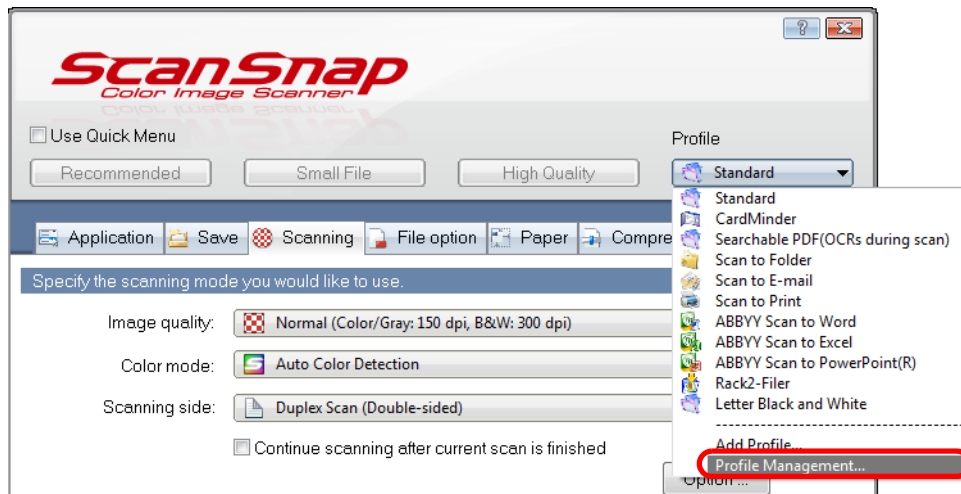 ScanSnap
Color Image Scanner
Use Quick Menu
Profile
Recommended
Small File
High Quality
Standard
Standard
CardMinder
Searchable PDF(OCRs during scan)
Scan to Folder
Scan to E-mail
Scan to Print
ABBYY Scan to Word
ABBYY Scan to Excel
ABBYY Scan to PowerPoint(R)
Rack2-Filer
Letter Black and White
Add Profile...
Profile Management...
Application Save Scanning File option Paper Compre
Specify the scanning mode you would like to use.
Image quality: Normal (Color/Gray: 150 dpi, B&W: 300 dpi)
Color mode: Auto Color Detection
Scanning side: Duplex Scan (Double-sided)
Continue scanning after current scan is finished
Option ...